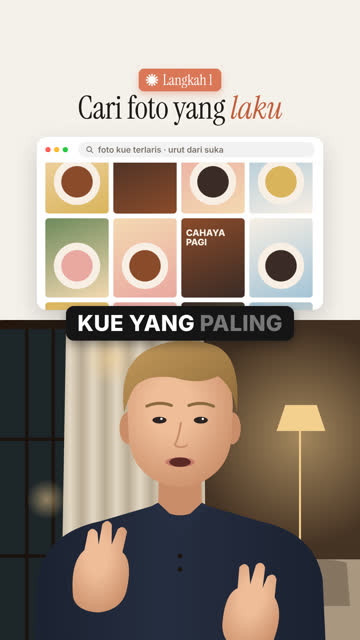 Langkah 1
Cari foto yang laku
foto kue terlaris · urut dari suka
CAHAYA
PAGI
KUE YANG PALING